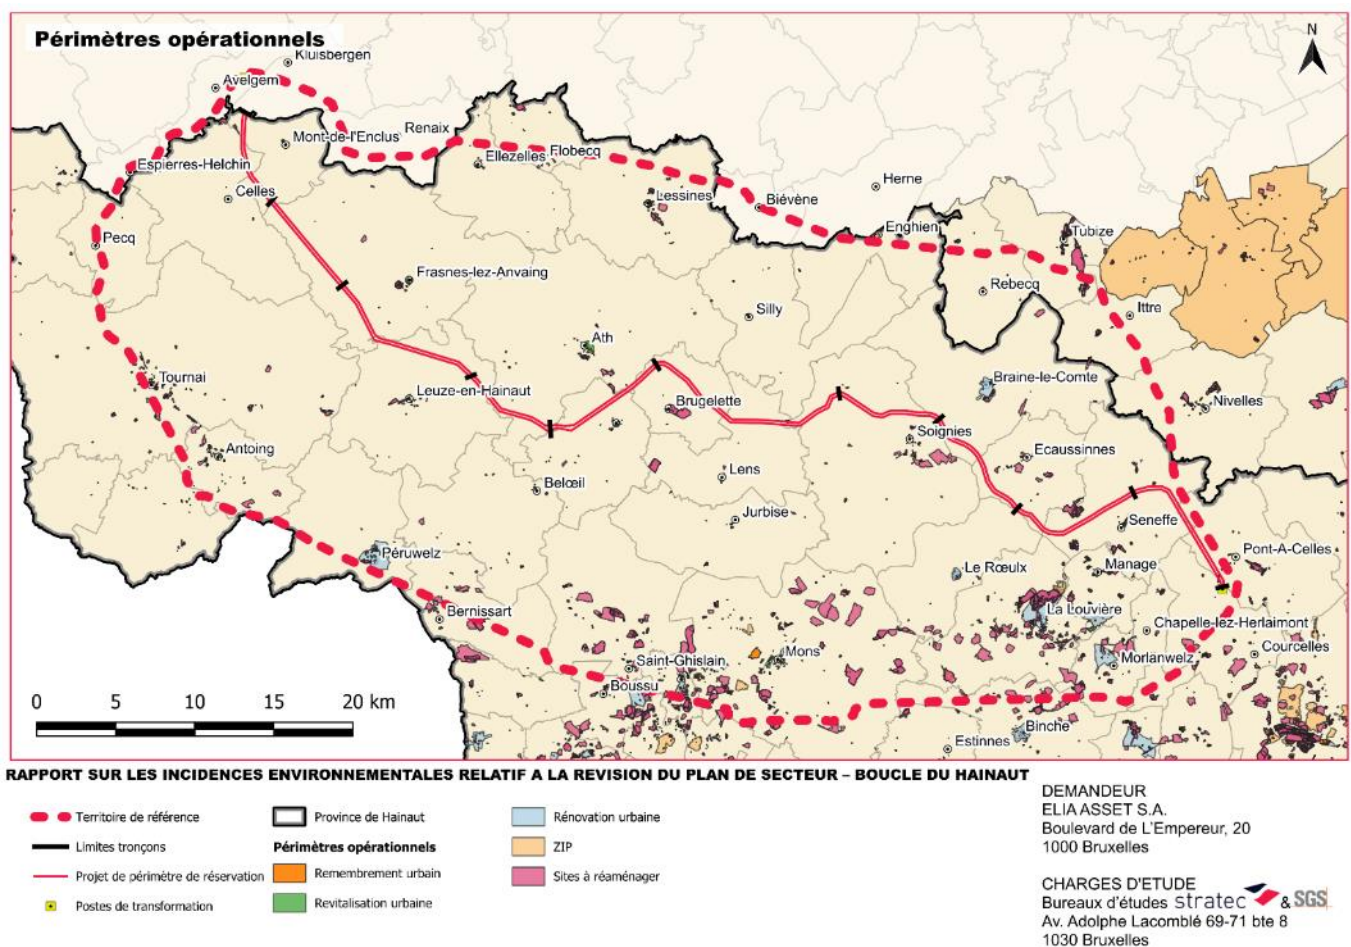 Périmètres opérationnels
N
Kluisbergen
Avelgem
Mont-de-l'Enclus
Renaix
Espierres-Helchin
Ellezelles
Flobecq
Celles
Lessines
Herne
Biévène
Pecq
Enghien
Tubize
Frasnes-lez-Anvaing
Rebecq
Silly
Ittre
Ath
Tournai
Leuze-en-Hainaut
Brugelette
Braine-le-Comte
Nivelles
Antoing
Soignies
Ecaussinnes
Belœil
Lens
Jurbise
Seneffe
Péruwelz
Pont-A-Celles
Le Rœulx
Manage
Bernissart
La Louvière
Chapelle-lez-Herlaimont
Saint-Ghislain
Mons
Morlanwelz
Courcelles
Boussu
Binche
Estinnes
0 5 10 15 20 km
RAPPORT SUR LES INCIDENCES ENVIRONNEMENTALES RELATIF A LA REVISION DU PLAN DE SECTEUR – BOUCLE DU HAINAUT
Territoire de référence
Limites tronçons
Projet de périmètre de réservation
Postes de transformation
Province de Hainaut
Périmètres opérationnels
Remembrement urbain
Revitalisation urbaine
Rénovation urbaine
ZIP
Sites à réaménager
DEMANDEUR
ELIA ASSET S.A.
Boulevard de L'Empereur, 20
1000 Bruxelles
CHARGES D'ETUDE
Bureaux d'études stratec & SGS
Av. Adolphe Lacomblé 69-71 bte 8
1030 Bruxelles